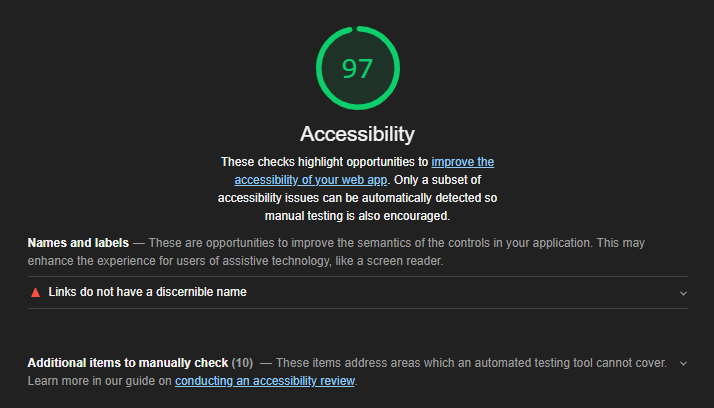 97
Accessibility
These checks highlight opportunities to improve the
accessibility of your web app. Only a subset of
accessibility issues can be automatically detected so
manual testing is also encouraged.
Names and labels — These are opportunities to improve the semantics of the controls in your application. This may
enhance the experience for users of assistive technology, like a screen reader.
Links do not have a discernible name
Additional items to manually check (10) — These items address areas which an automated testing tool cannot cover.
Learn more in our guide on conducting an accessibility review.